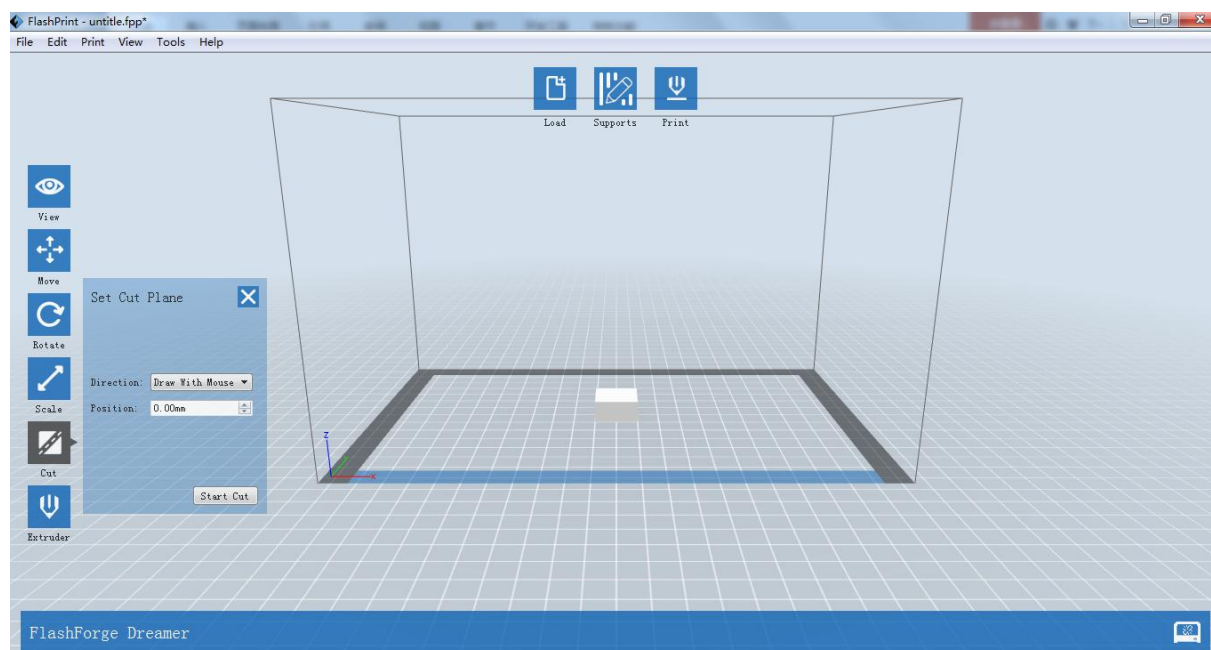 FlashPrint - untitle.fpp*
File Edit Print View Tools Help
Load Supports Print
View
Move
Set Cut Plane
Rotate
Direction: Draw With Mouse
Scale
Position: 0.00mm
Z
X
Cut
Start Cut
Extruder
FlashForge Dreamer